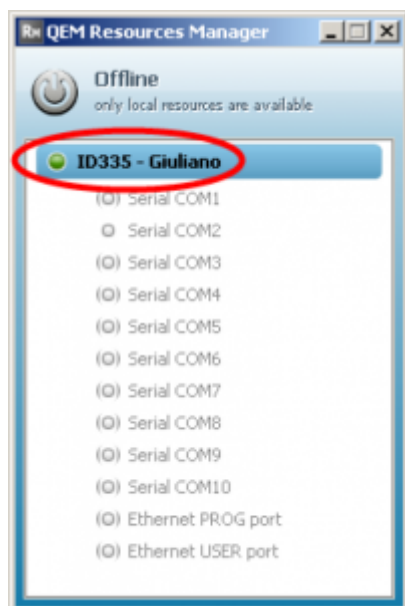 RM QEM Resources Manager
Offline
only local resources are available
ID335 - Giuliano
(O) Serial COM1
O Serial COM2
(O) Serial COM3
(O) Serial COM4
(O) Serial COM5
(O) Serial COM6
(O) Serial COM7
(O) Serial COM8
(O) Serial COM9
(O) Serial COM10
(O) Ethernet PROG port
(O) Ethernet USER port